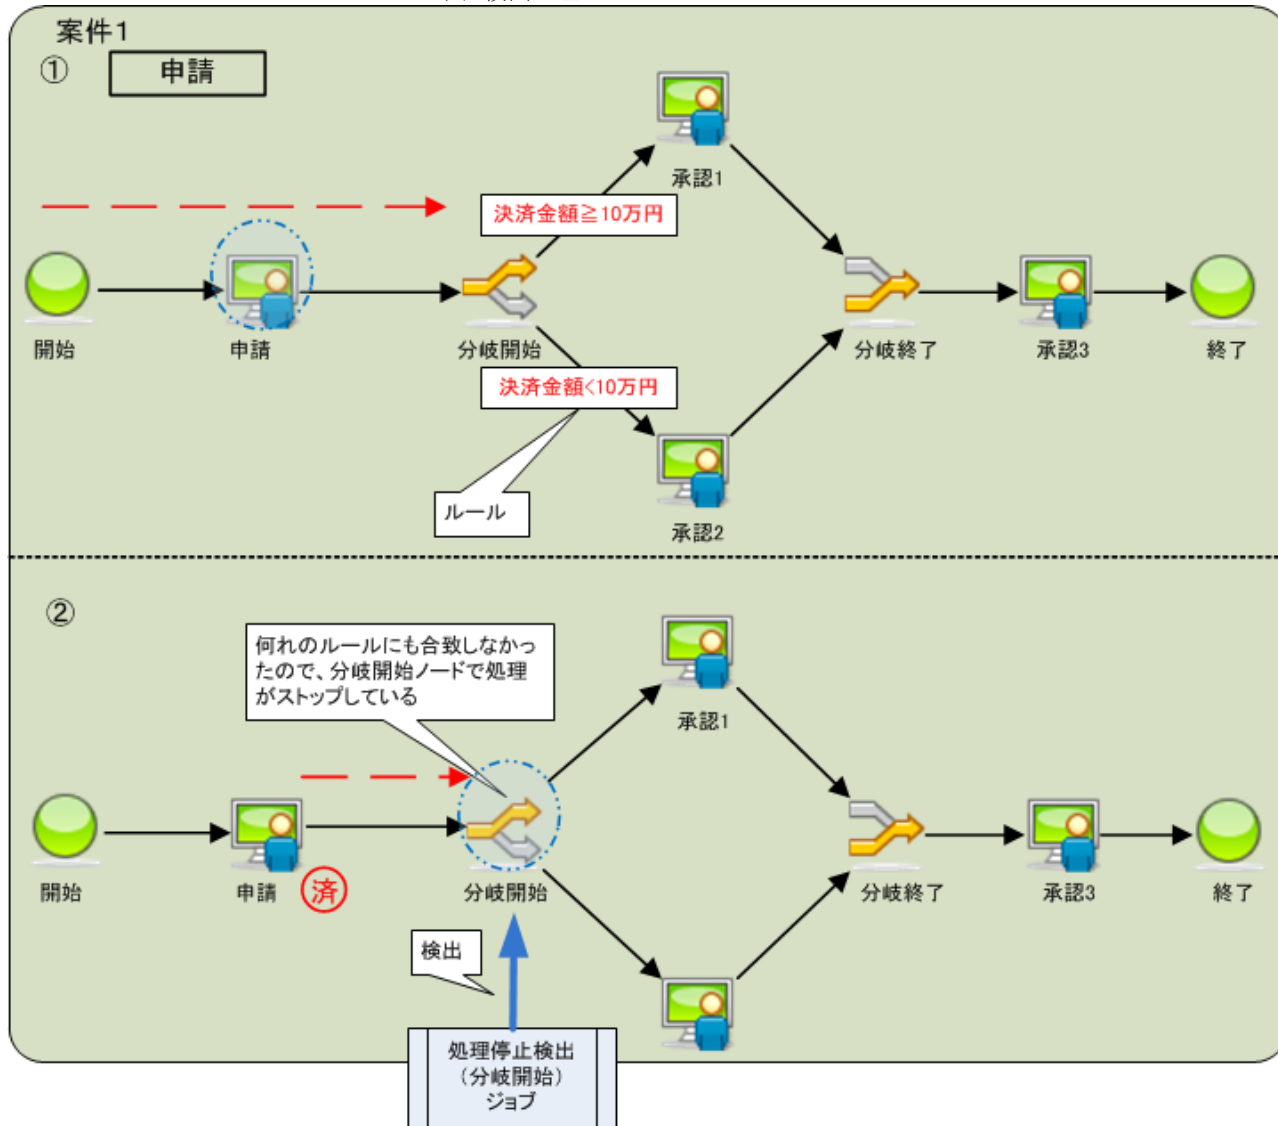 案件1
①
申請
承認1
決済金額≧10万円
開始
申請
分岐開始
分岐終了
承認3
終了
決済金額<10万円
ルール
承認2
②
何れのルールにも合致しなかっ
たので、分岐開始ノードで処理
がストップしている
承認1
開始
申請
済
分岐開始
分岐終了
承認3
終了
検出
処理停止検出
（分岐開始）
ジョブ